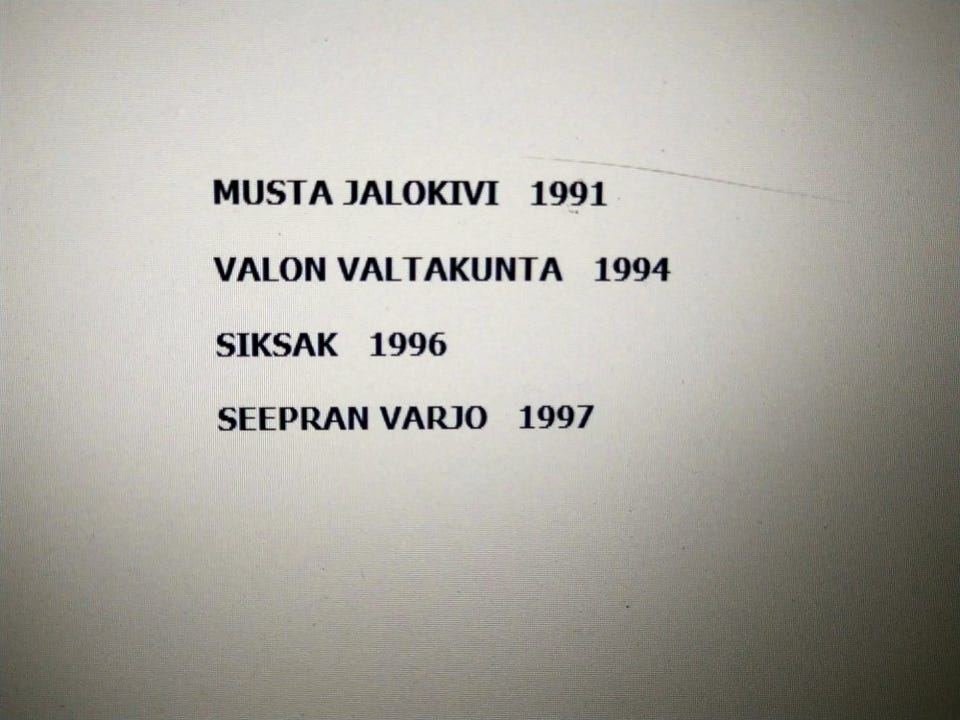 MUSTA JALOKIVI 1991
VALON VALTAKUNTA 1994
SIKSAK 1996
SEEPRAN VARJO 1997